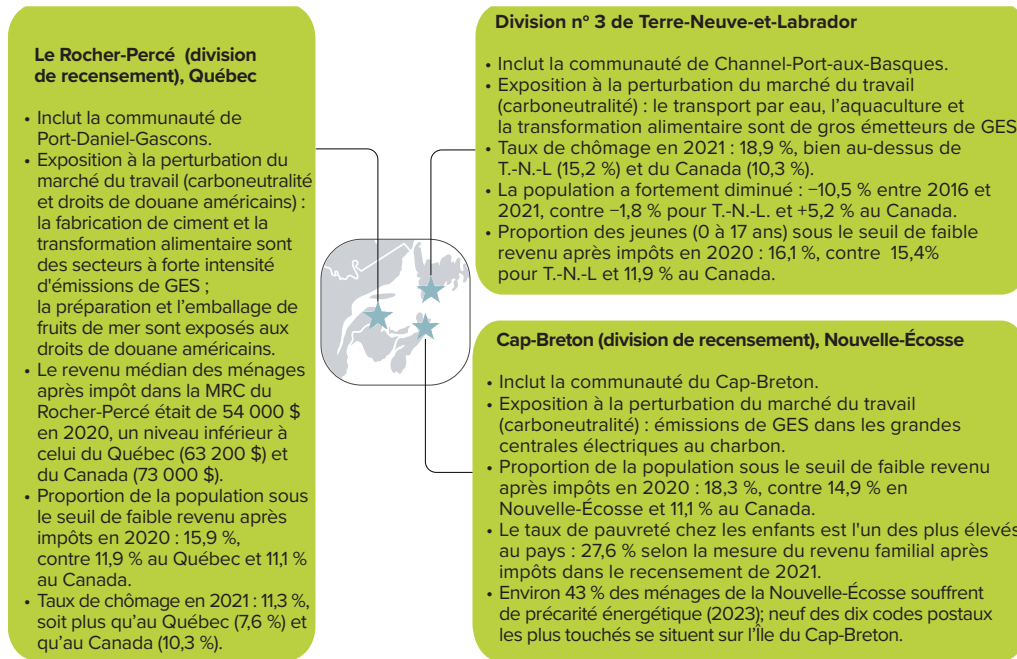 Le Rocher-Percé (division
de recensement), Québec
• Inclut la communauté de
Port-Daniel-Gascons.
• Exposition à la perturbation du
marché du travail (carboneutralité
et droits de douane américains) :
la fabrication de ciment et la
transformation alimentaire sont
des secteurs à forte intensité
d'émissions de GES ;
la préparation et l'emballage de
fruits de mer sont exposés aux
droits de douane américains.
• Le revenu médian des ménages
après impôt dans la MRC du
Rocher-Percé était de 54 000 $
en 2020, un niveau inférieur à
celui du Québec (63 200 $) et
du Canada (73 000 $).
• Proportion de la population sous
le seuil de faible revenu après
impôts en 2020 : 15,9 %,
contre 11,9 % au Québec et 11,1 %
au Canada.
• Taux de chômage en 2021 : 11,3 %,
soit plus qu'au Québec (7,6 %) et
qu'au Canada (10,3 %).
Division nº 3 de Terre-Neuve-et-Labrador
• Inclut la communauté de Channel-Port-aux-Basques.
• Exposition à la perturbation du marché du travail
(carboneutralité) : le transport par eau, l'aquaculture et
la transformation alimentaire sont de gros émetteurs de GES
• Taux de chômage en 2021 : 18,9 %, bien au-dessus de
T.-N.-L (15,2 %) et du Canada (10,3 %).
• La population a fortement diminué : −10,5 % entre 2016 et
2021, contre −1,8 % pour T.-N.-L. et +5,2 % au Canada.
• Proportion des jeunes (0 à 17 ans) sous le seuil de faible
revenu après impôts en 2020 : 16,1 %, contre 15,4%
pour T.-N.-L et 11,9 % au Canada.
Cap-Breton (division de recensement), Nouvelle-Écosse
• Inclut la communauté du Cap-Breton.
• Exposition à la perturbation du marché du travail
(carboneutralité) : émissions de GES dans les grandes
centrales électriques au charbon.
• Proportion de la population sous le seuil de faible revenu
après impôts en 2020 : 18,3 %, contre 14,9 % en
Nouvelle-Écosse et 11,1 % au Canada.
• Le taux de pauvreté chez les enfants est l'un des plus élevés
au pays : 27,6 % selon la mesure du revenu familial après
impôts dans le recensement de 2021.
• Environ 43 % des ménages de la Nouvelle-Écosse souffrent
de précarité énergétique (2023); neuf des dix codes postaux
les plus touchés se situent sur l'Île du Cap-Breton.